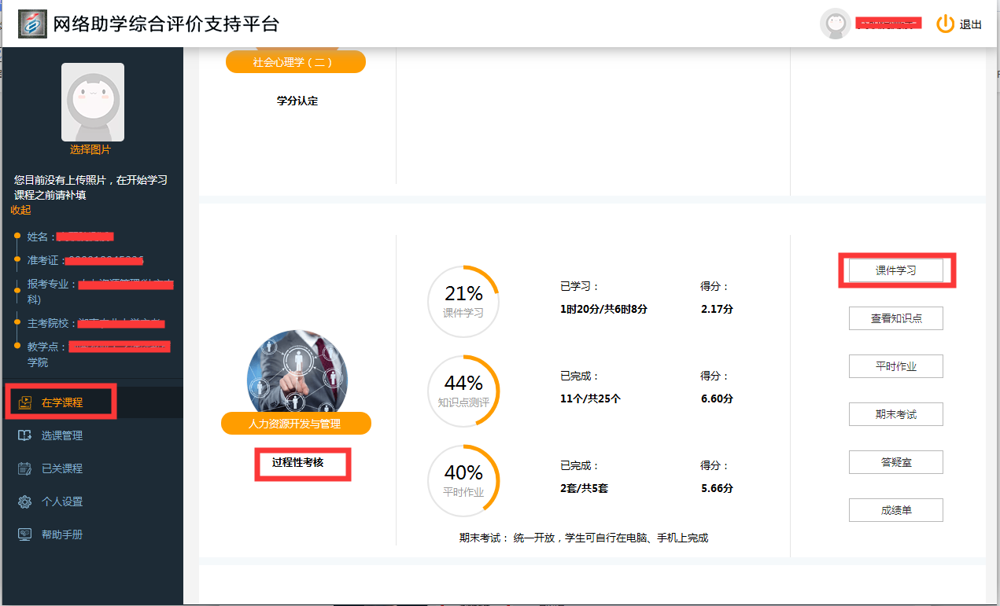 网络助学综合评价支持平台
退出
选择图片
您目前没有上传照片，在开始学习
课程之前请补填
收起
姓名：
准考证：
报考专业：
科)
主考院校：
教学点：
学院
在学课程
选课管理
已关课程
个人设置
帮助手册
社会心理学（二）
学分认定
人力资源开发与管理
过程性考核
21%
课件学习
已学习：
得分：
1时20分/共6时8分
2.17分
44%
知识点测评
已完成：
得分：
11个/共25个
6.60分
40%
平时作业
已完成：
得分：
2套/共5套
5.66分
期末考试： 统一开放，学生可自行在电脑、手机上完成
课件学习
查看知识点
平时作业
期末考试
答疑室
成绩单